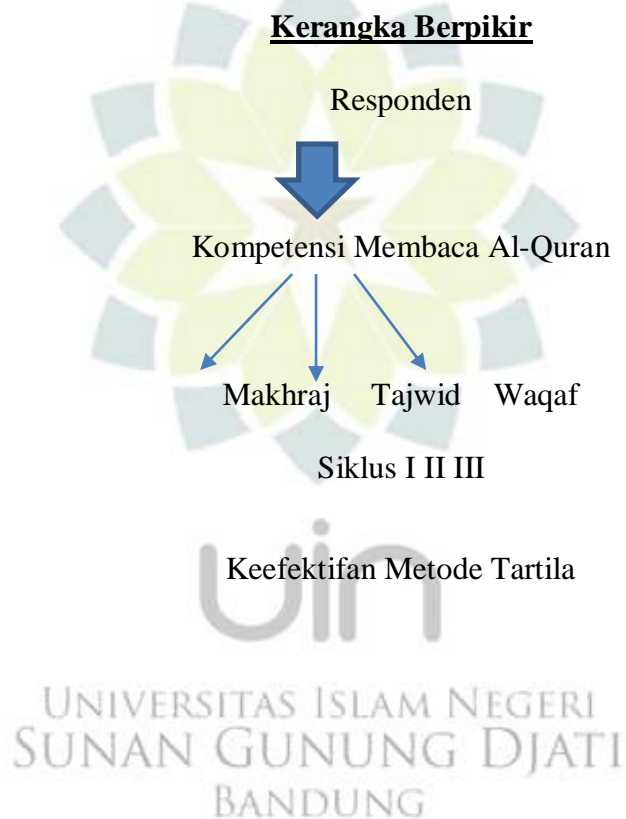 Kerangka Berpikir
Responden
Kompetensi Membaca Al-Quran
Makhraj Tajwid Waqaf
Siklus I II III
Keefektifan Metode Tartila
uin
UNIVERSITAS ISLAM NEGERI
SUNAN GUNUNG DJATI
BANDUNG